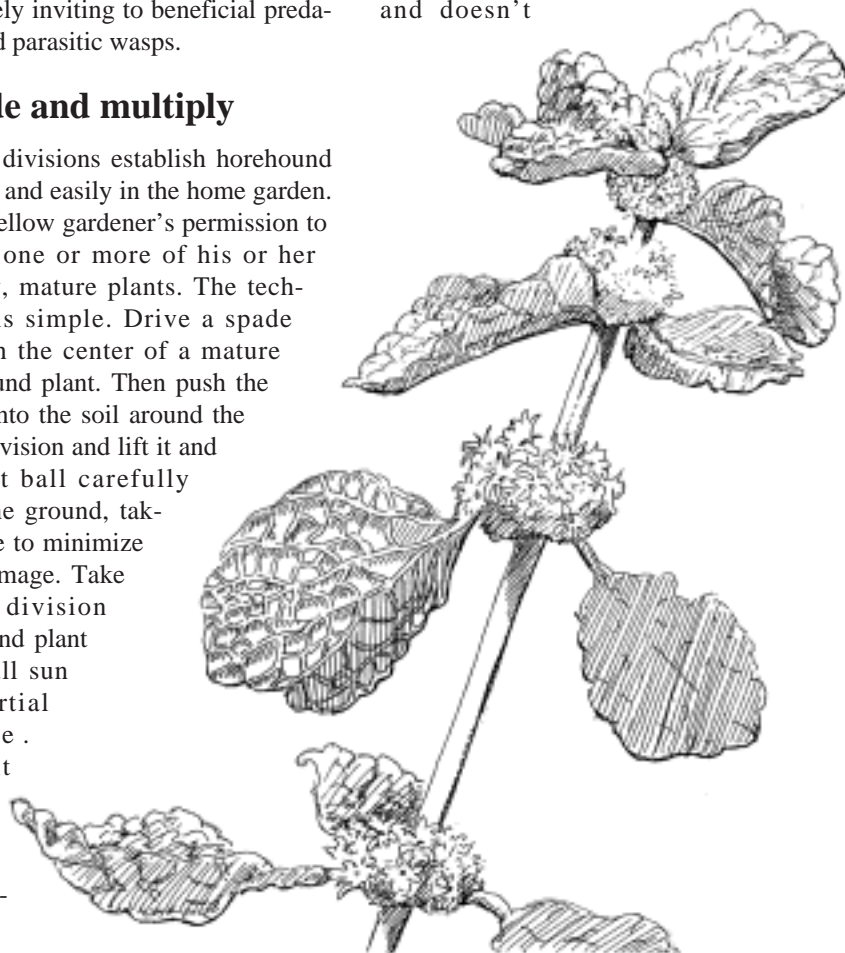 ely inviting to beneficial preda-
d parasitic wasps.
le and multiply
divisions establish horehound
and easily in the home garden.
ellow gardener's permission to
one or more of his or her
, mature plants. The tech-
s simple. Drive a spade
n the center of a mature
und plant. Then push the
nto the soil around the
vision and lift it and
t ball carefully
he ground, tak-
e to minimize
mage. Take
division
nd plant
ll sun
rtial
e .
t
-
and doesn't